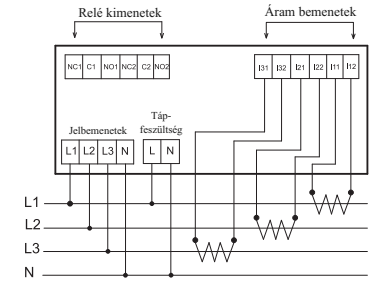 Relé kimenetek
Áram bemenetek
NC1 C1 NO1 NC2 C2 NO2
I31 I32 I21 I22 I11 I12
Jelbemenetek
Táp-
feszültség
L1 L2 L3 N
L N
L1
L2
L3
N